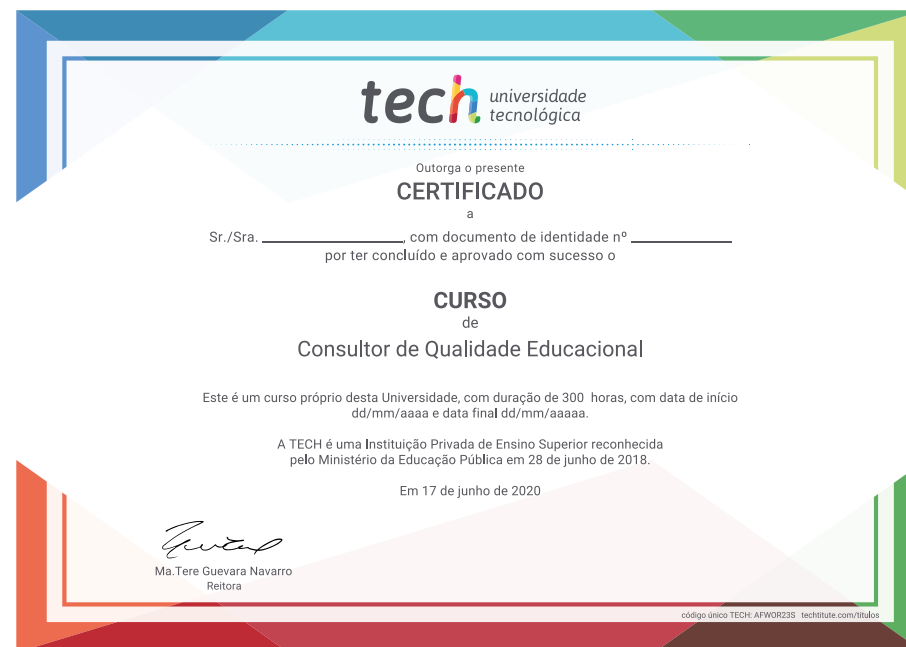 tech universidade
tecnológica
Outorga o presente
CERTIFICADO
a
Sr./Sra. ____________, com documento de identidade nº ____________
por ter concluído e aprovado com sucesso o
CURSO
de
Consultor de Qualidade Educacional
Este é um curso próprio desta Universidade, com duração de 300 horas, com data de início
dd/mm/aaaa e data final dd/mm/aaaaa.
A TECH é uma Instituição Privada de Ensino Superior reconhecida
pelo Ministério da Educação Pública em 28 de junho de 2018.
Em 17 de junho de 2020
Ma.Tere Guevara Navarro
Reitora
código único TECH: AFWOR23S techtitute.com/titulos